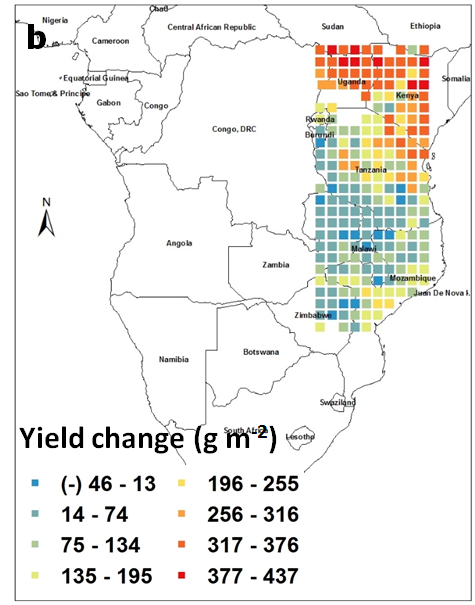 Chad
Nigeria
b
Central African Republic
Sudan
Ethiopia
Cameroon
Equatorial Guinea
Uganda
Somalia
Sao Tome & Principe
Kenya
Gabon
Congo
Rwanda
Congo, DRC
Burundi
Tanzania
N
Angola
Malawi
Zambia
Mozambique
Juan De Nova I.
Zimbabwe
Botswana
Namibia
Swaziland
South Africa
Lesotho
Yield change (g m-2)
(-) 46 - 13 196 - 255
14 - 74 256 - 316
75 - 134 317 - 376
135 - 195 377 - 437